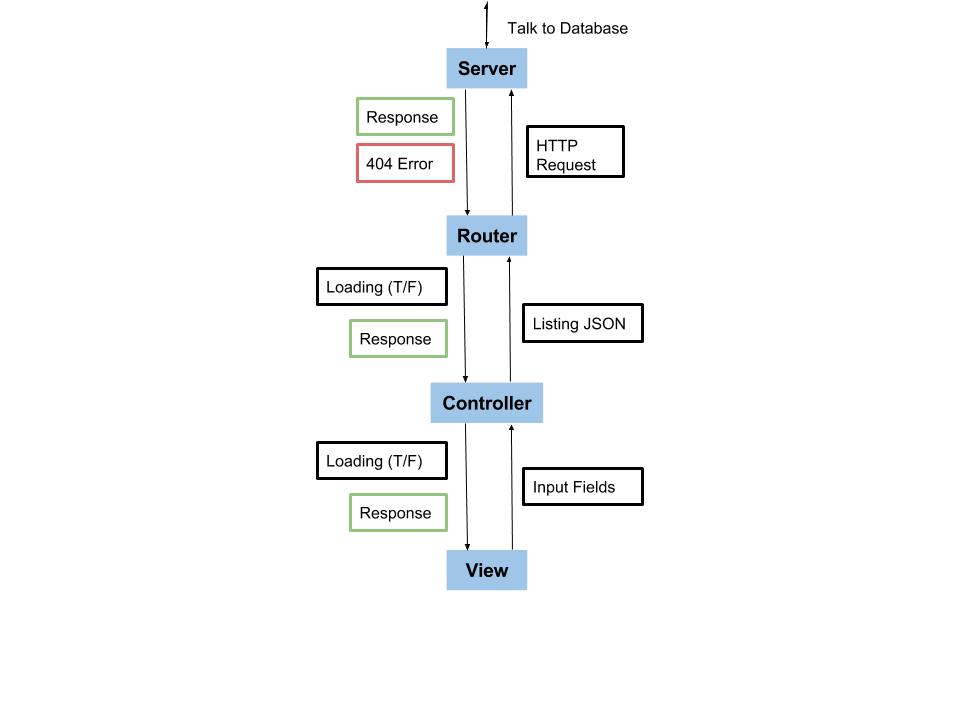 Talk to Database
Server
Response
404 Error
HTTP
Request
Router
Loading (T/F)
Response
Listing JSON
Controller
Loading (T/F)
Response
Input Fields
View